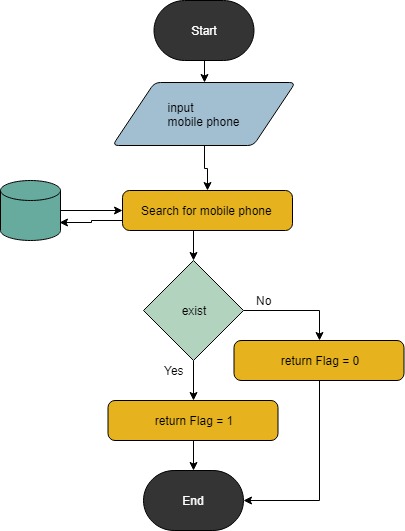 Start
input
mobile phone
Search for mobile phone
exist
No
return Flag = 0
Yes
return Flag = 1
End